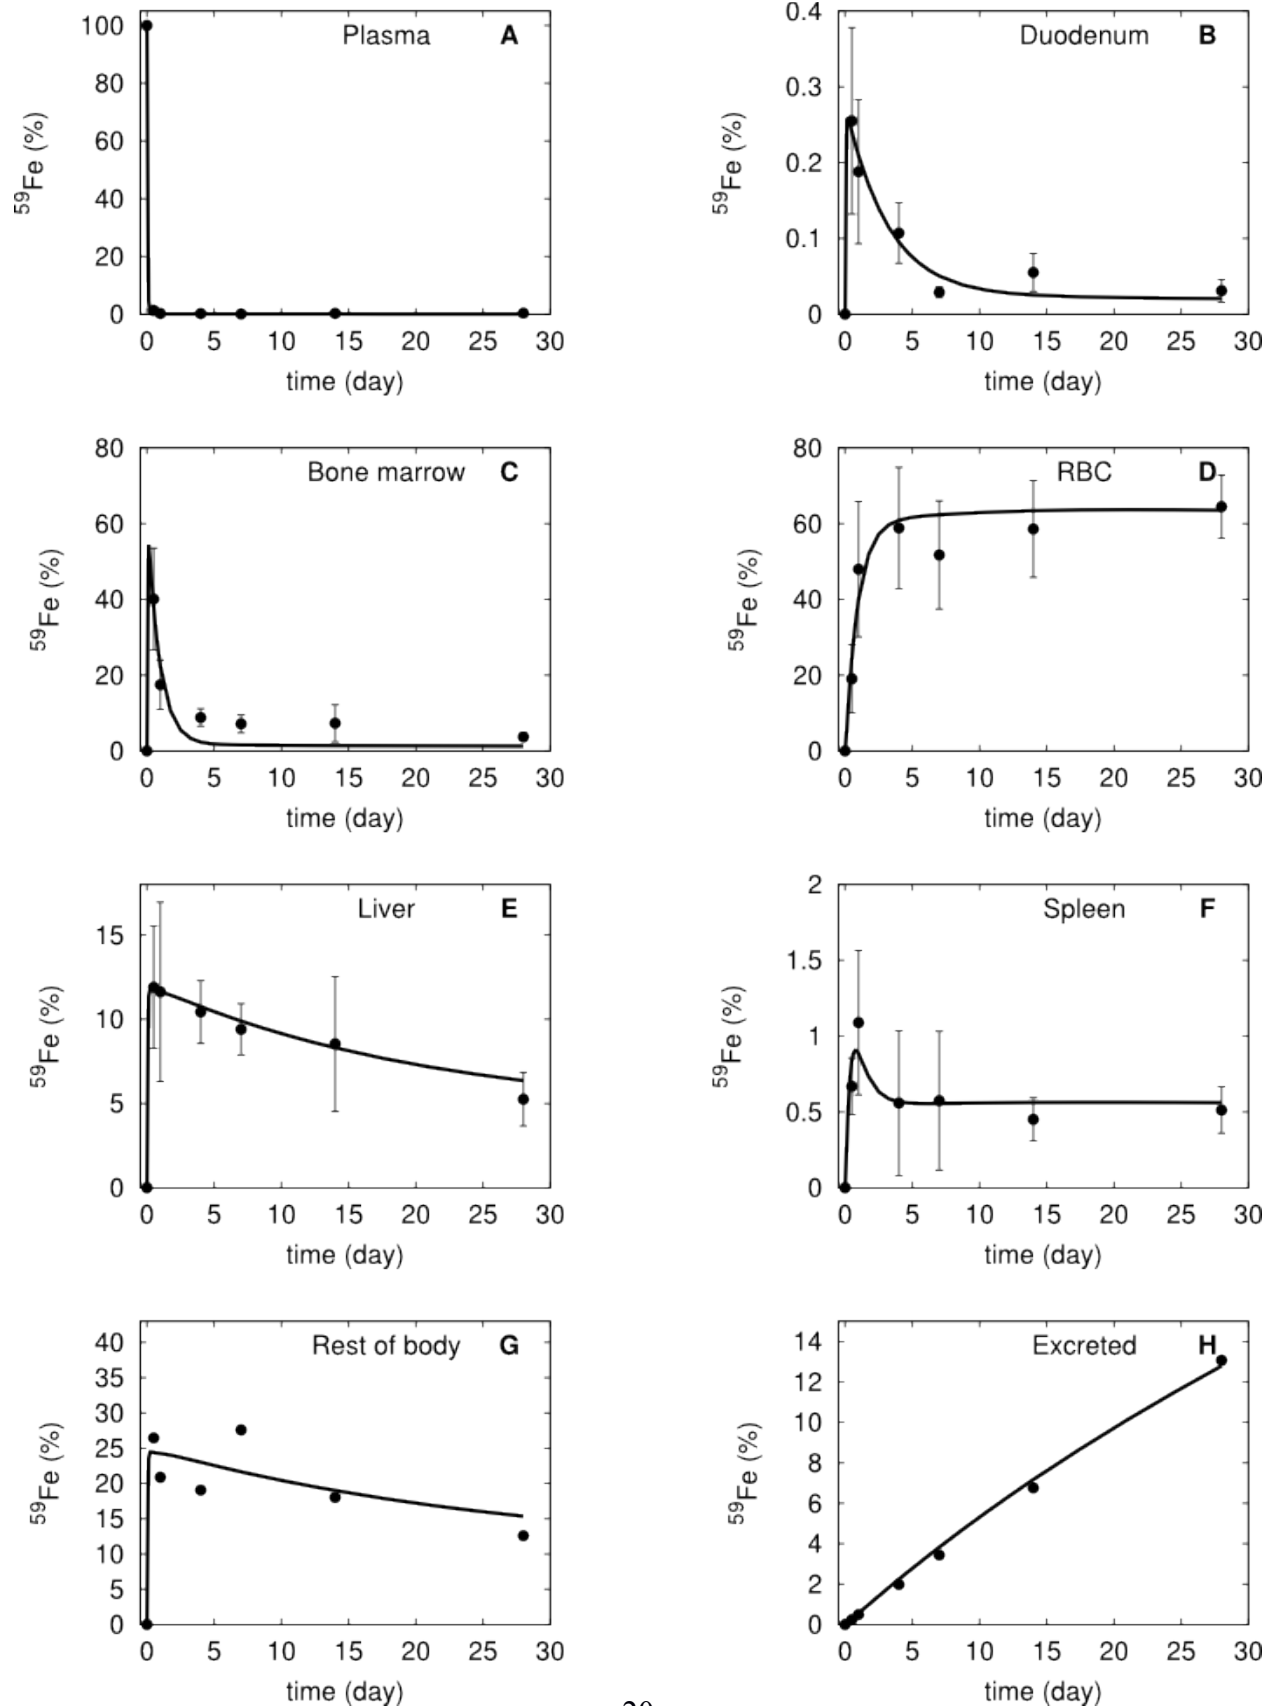 Plasma A
100
80
60
40
20
0
0 5 10 15 20 25 30
time (day)
⁵⁹Fe (%)
Duodenum B
0.4
0.3
0.2
0.1
0
0 5 10 15 20 25 30
time (day)
⁵⁹Fe (%)
Bone marrow C
80
60
40
20
0
0 5 10 15 20 25 30
time (day)
⁵⁹Fe (%)
RBC D
80
60
40
20
0
0 5 10 15 20 25 30
time (day)
⁵⁹Fe (%)
Liver E
15
10
5
0
0 5 10 15 20 25 30
time (day)
⁵⁹Fe (%)
Spleen F
2
1.5
1
0.5
0
0 5 10 15 20 25 30
time (day)
⁵⁹Fe (%)
Rest of body G
40
35
30
25
20
15
10
5
0
0 5 10 15 20 25 30
time (day)
⁵⁹Fe (%)
Excreted H
14
12
10
8
6
4
2
0
0 5 10 15 20 25 30
time (day)
⁵⁹Fe (%)